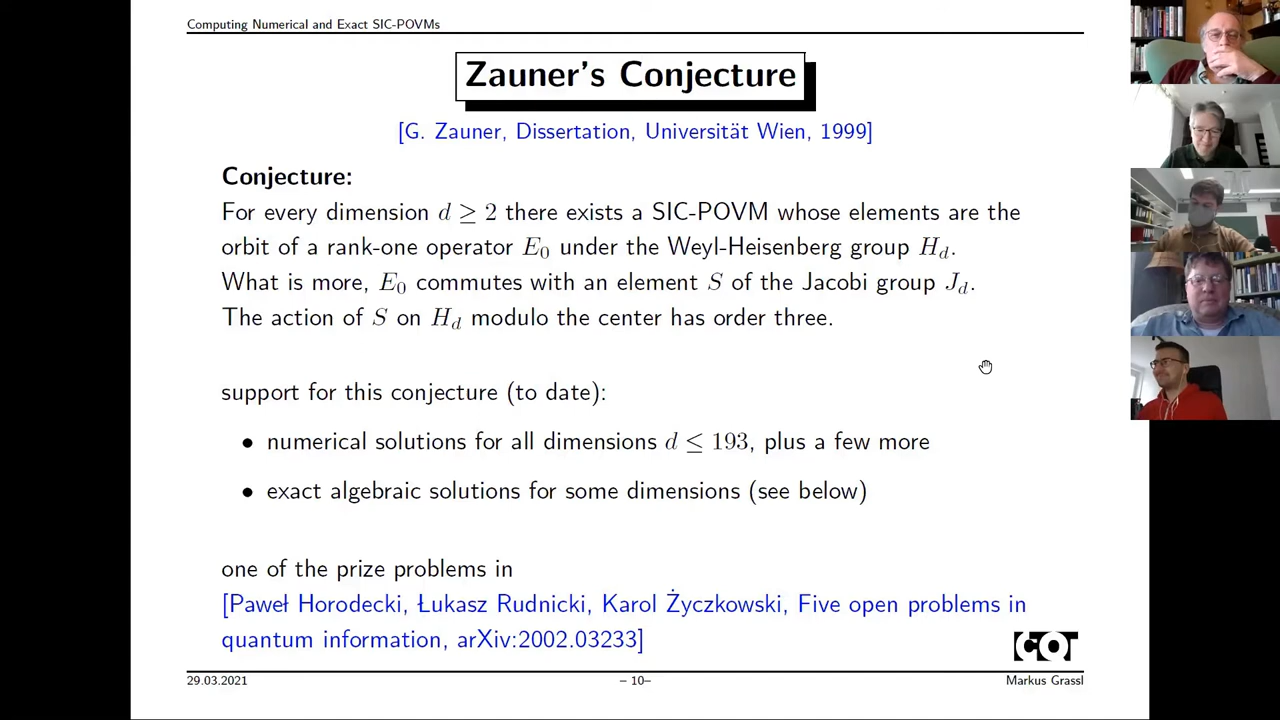 Computing Numerical and Exact SIC-POVMs
Zauner's Conjecture
[G. Zauner, Dissertation, Universität Wien, 1999]
Conjecture:
For every dimension d ≥ 2 there exists a SIC-POVM whose elements are the
orbit of a rank-one operator E₀ under the Weyl-Heisenberg group H_d.
What is more, E₀ commutes with an element S of the Jacobi group J_d.
The action of S on H_d modulo the center has order three.
support for this conjecture (to date):
• numerical solutions for all dimensions d ≤ 193, plus a few more
• exact algebraic solutions for some dimensions (see below)
one of the prize problems in
[Paweł Horodecki, Łukasz Rudnicki, Karol Życzkowski, Five open problems in
quantum information, arXiv:2002.03233]
CQT
29.03.2021
–10–
Markus Grassl